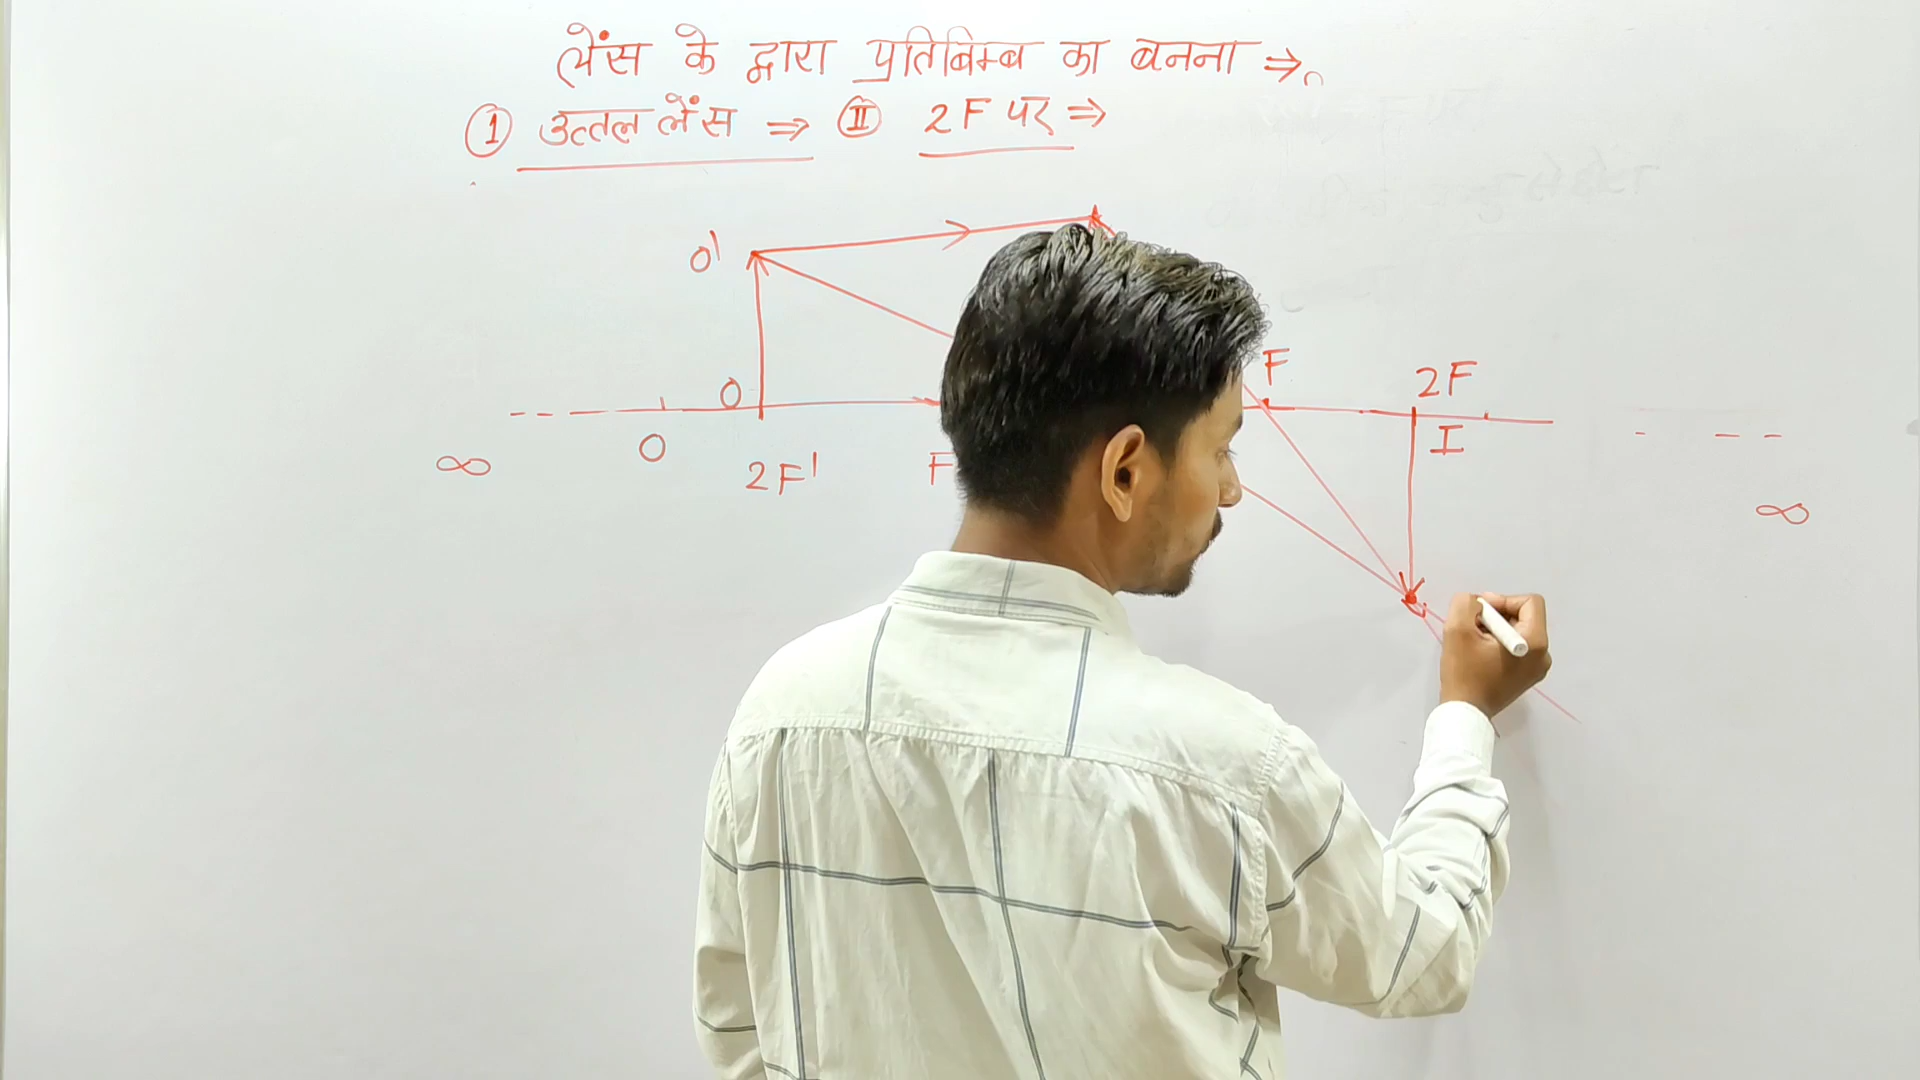 लेंस के द्वारा प्रतिबिम्ब का बनना ⇒
① उत्तल लेंस ⇒ Ⅱ 2F पर ⇒
O'
F
2F
O
I
O
2F'
F
∞
∞